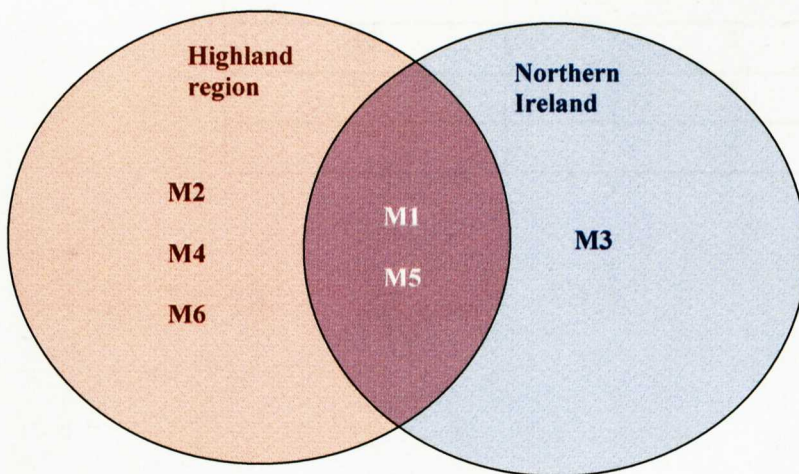 Highland
region
Northern
Ireland
M2
M4
M6
M1
M5
M3